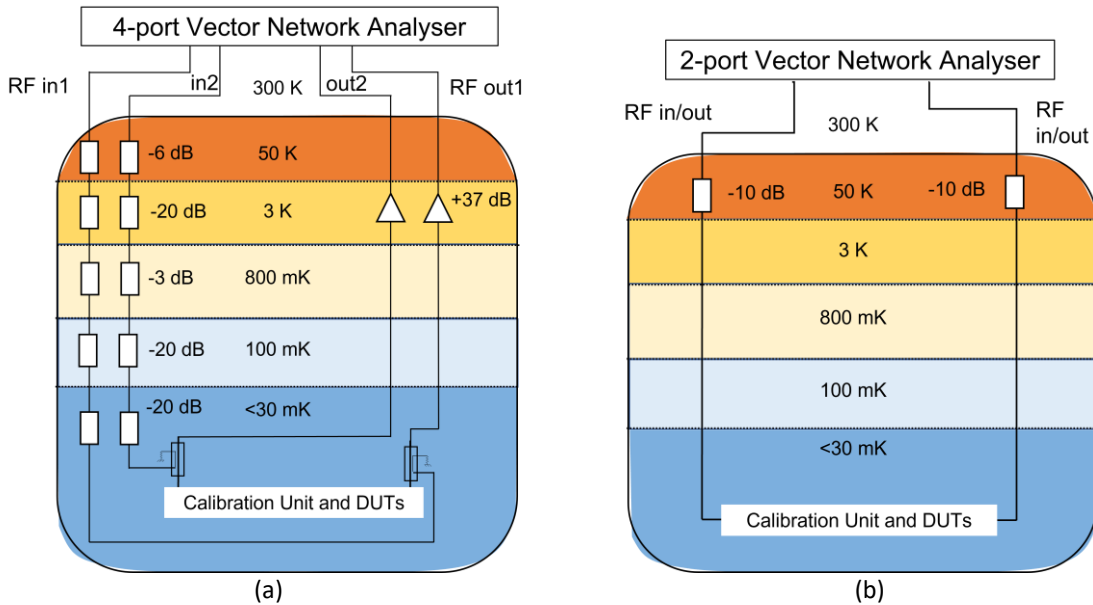 4-port Vector Network Analyser
RF in1
in2
300 K
out2
RF out1
-6 dB
50 K
-20 dB
3 K
+37 dB
-3 dB
800 mK
-20 dB
100 mK
-20 dB
<30 mK
Calibration Unit and DUTs
(a)
2-port Vector Network Analyser
RF in/out
300 K
RF
in/out
-10 dB
50 K
-10 dB
3 K
800 mK
100 mK
<30 mK
Calibration Unit and DUTs
(b)